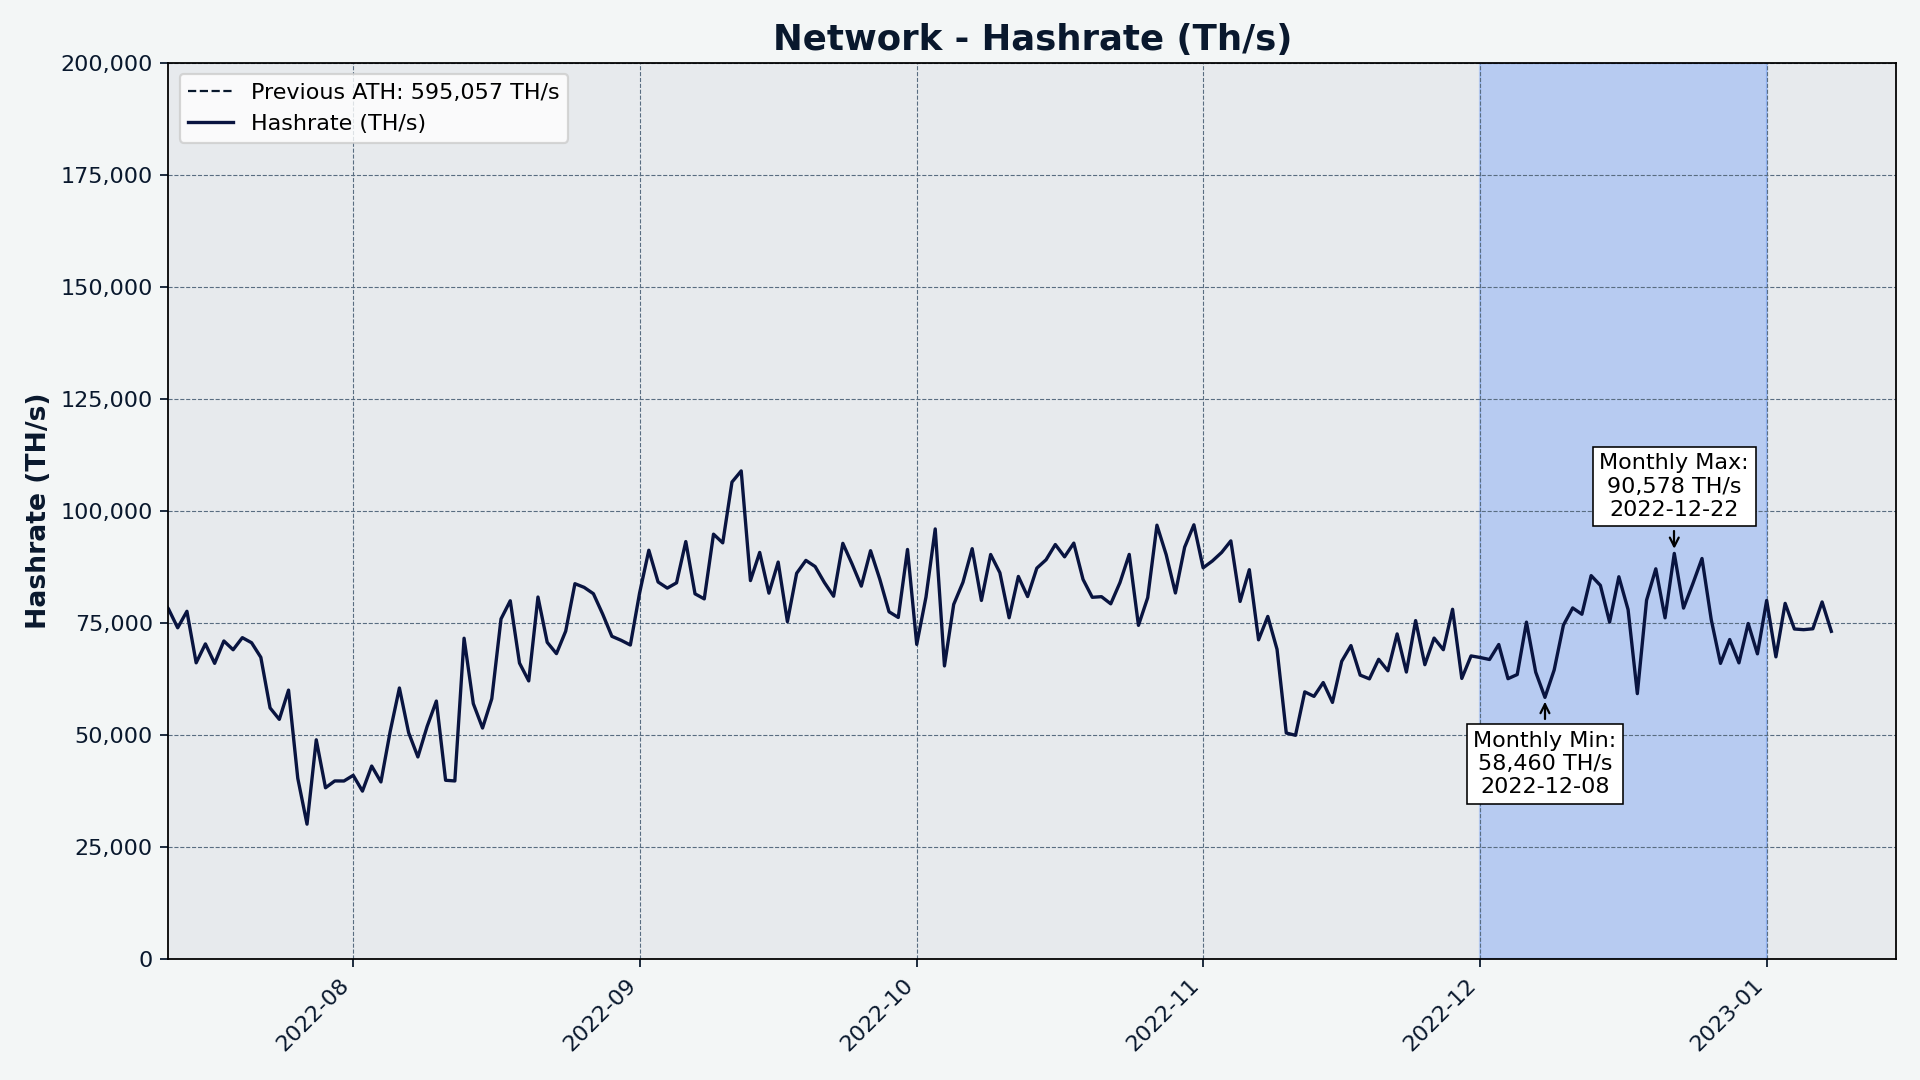 Network - Hashrate (Th/s)
200,000
175,000
150,000
125,000
100,000
75,000
50,000
25,000
0
Hashrate (TH/s)
Previous ATH: 595,057 TH/s
Hashrate (TH/s)
Monthly Max:
90,578 TH/s
2022-12-22
Monthly Min:
58,460 TH/s
2022-12-08
2022-08
2022-09
2022-10
2022-11
2022-12
2023-01